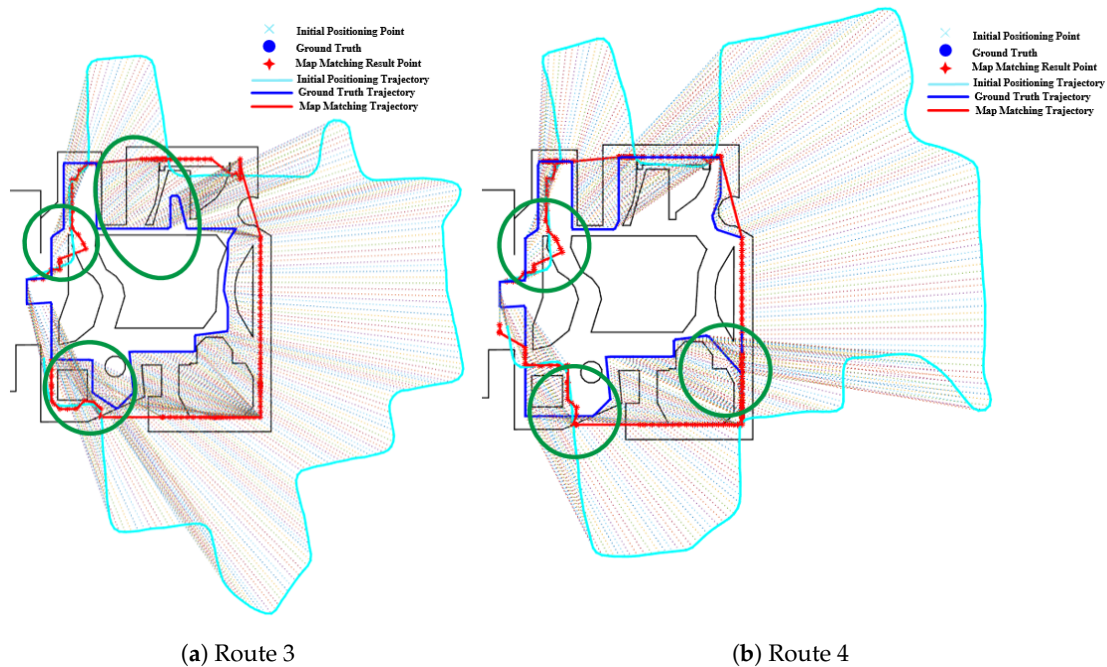 Initial Positioning Point
Ground Truth
Map Matching Result Point
Initial Positioning Trajectory
Ground Truth Trajectory
Map Matching Trajectory
Initial Positioning Point
Ground Truth
Map Matching Result Point
Initial Positioning Trajectory
Ground Truth Trajectory
Map Matching Trajectory
(a) Route 3
(b) Route 4